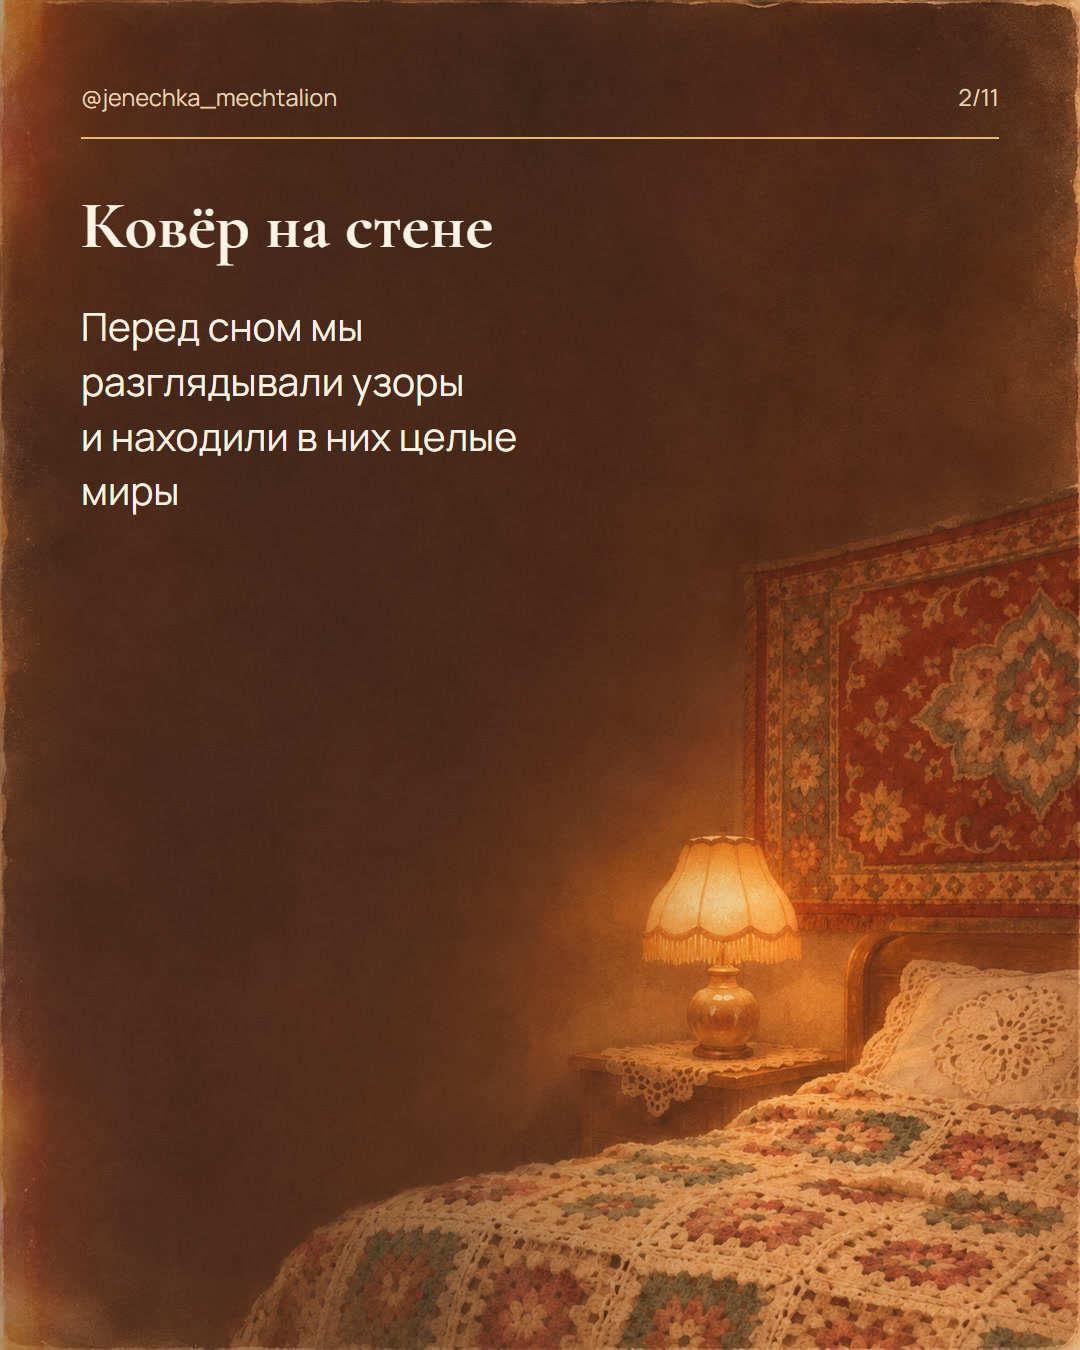 @jenechka_mechtalion
2/11
Ковёр на стене
Перед сном мы
разглядывали узоры
и находили в них целые
миры